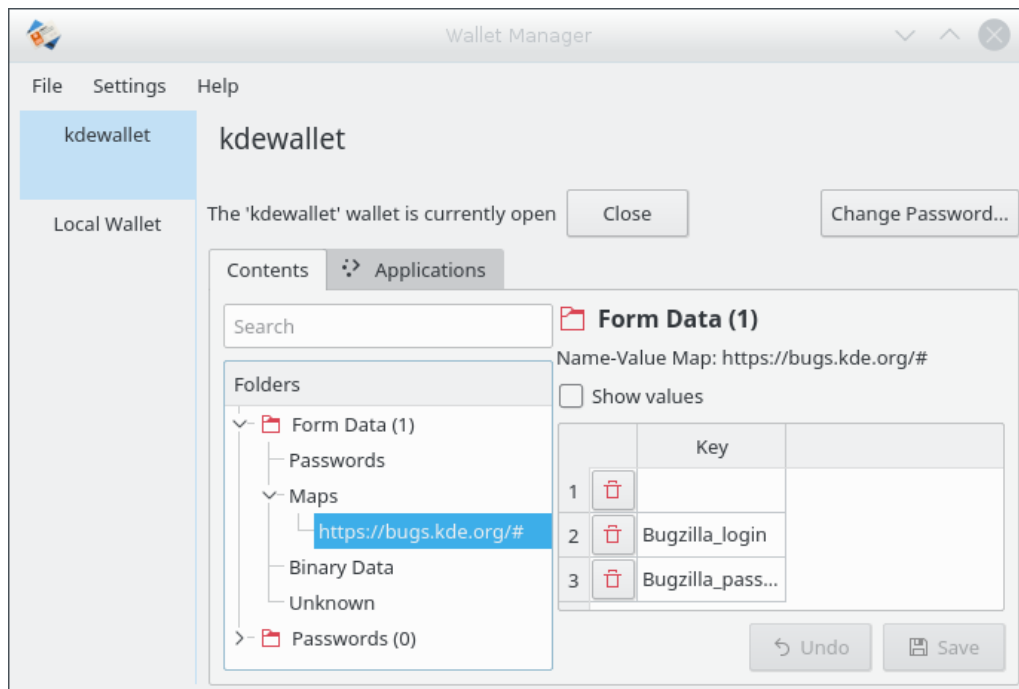 Wallet Manager
File Settings Help
kdewallet
Local Wallet
kdewallet
The 'kdewallet' wallet is currently open Close Change Password...
Contents Applications
Search
Folders
Form Data (1)
Passwords
Maps
https://bugs.kde.org/#
Binary Data
Unknown
Passwords (0)
Form Data (1)
Name-Value Map: https://bugs.kde.org/#
Show values
Key
1
2 Bugzilla_login
3 Bugzilla_pass...
Undo Save